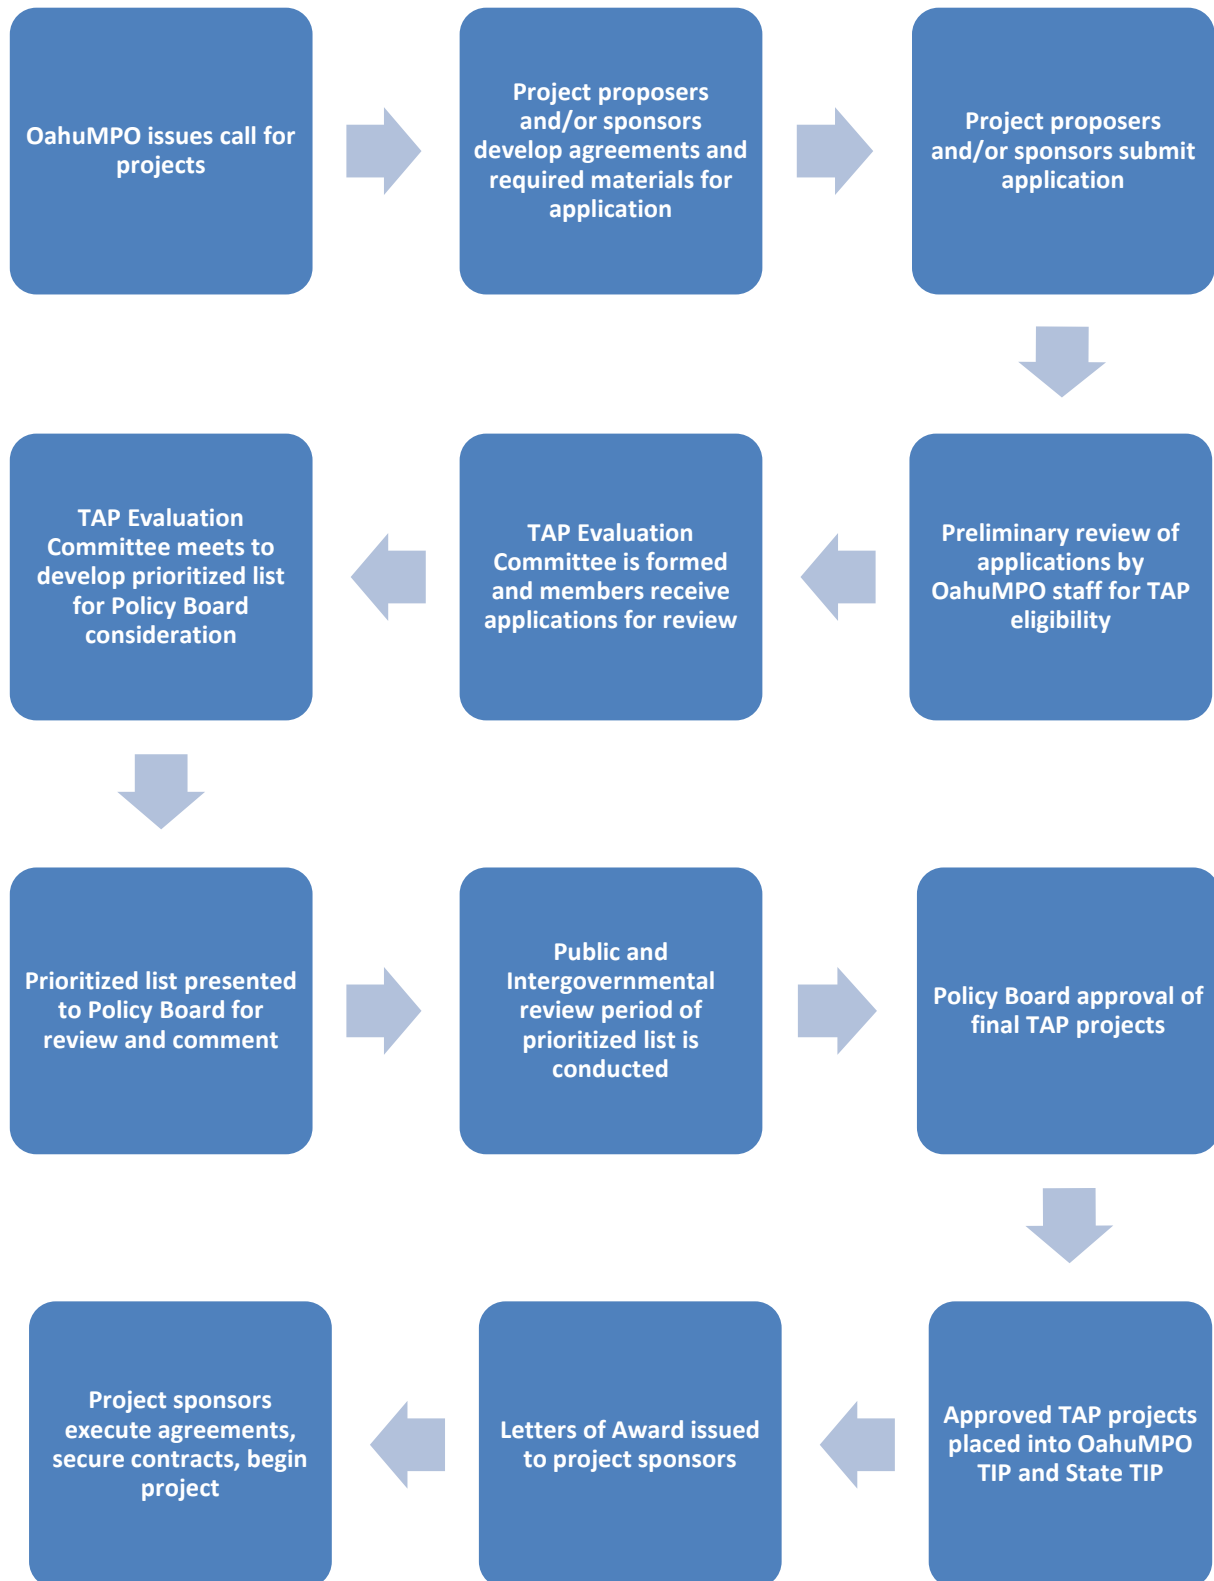 OahuMPO issues call for
projects
Project proposers
and/or sponsors
develop agreements and
required materials for
application
Project proposers
and/or sponsors submit
application
Preliminary review of
applications by
OahuMPO staff for TAP
eligibility
TAP Evaluation
Committee is formed
and members receive
applications for review
TAP Evaluation
Committee meets to
develop prioritized list
for Policy Board
consideration
Prioritized list presented
to Policy Board for
review and comment
Public and
Intergovernmental
review period of
prioritized list is
conducted
Policy Board approval of
final TAP projects
Approved TAP projects
placed into OahuMPO
TIP and State TIP
Letters of Award issued
to project sponsors
Project sponsors
execute agreements,
secure contracts, begin
project